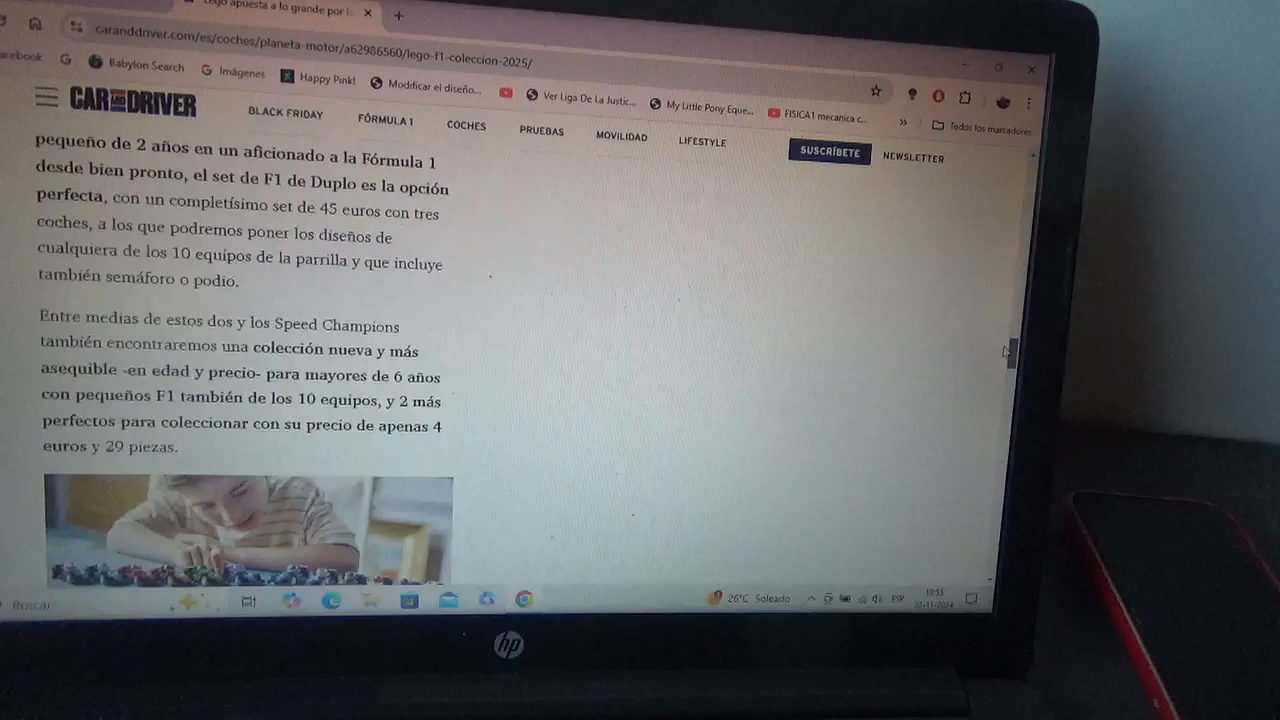 Lego apuesta a lo grande por
caranddriver.com/es/coches/planeta-motor/a62986560/lego-f1-coleccion-2025/
Babylon Search
Imágenes
Happy Pink!
Modificar el diseño...
Ver Liga De La Justic...
My Little Pony Eque...
FISICA1 mecanica c...
»
Todos los marcadores
CAR AND DRIVER
BLACK FRIDAY
FÓRMULA 1
COCHES
PRUEBAS
MOVILIDAD
LIFESTYLE
SUSCRÍBETE
NEWSLETTER
pequeño de 2 años en un aficionado a la Fórmula 1
desde bien pronto, el set de F1 de Duplo es la opción
perfecta, con un completísimo set de 45 euros con tres
coches, a los que podremos poner los diseños de
cualquiera de los 10 equipos de la parrilla y que incluye
también semáforo o podio.
Entre medias de estos dos y los Speed Champions
también encontraremos una colección nueva y más
asequible -en edad y precio- para mayores de 6 años
con pequeños F1 también de los 10 equipos, y 2 más
perfectos para coleccionar con su precio de apenas 4
euros y 29 piezas.
Buscar
26°C Soleado
ESP
hp